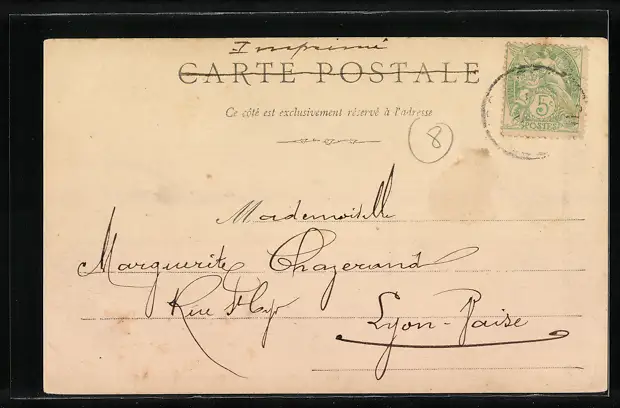 Imprimé
CARTE POSTALE
Ce côté est exclusivement réservé à l'adresse
8
5
POSTES
Mademoiselle
Marguerite Chazerand
Rue
Lyon-Vaise